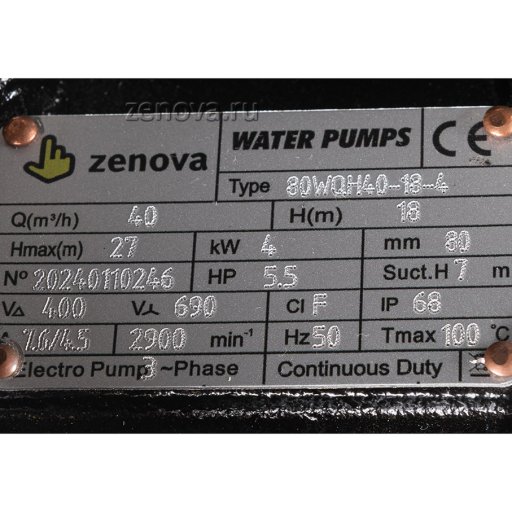 zenova.ru
zenova WATER PUMPS CE
Type 80WQH40-18-4
Q(m³/h) 40 H(m) 18
Hmax(m) 27 kW 4 mm 80
Nº 20240110246 HP 5.5 Suct.H 7 m
V△ 400 V⅄ 690 Cl F IP 68
A 7.6/4.5 2900 min⁻¹ Hz 50 Tmax 100 °C
Electro Pump 3 ~Phase Continuous Duty